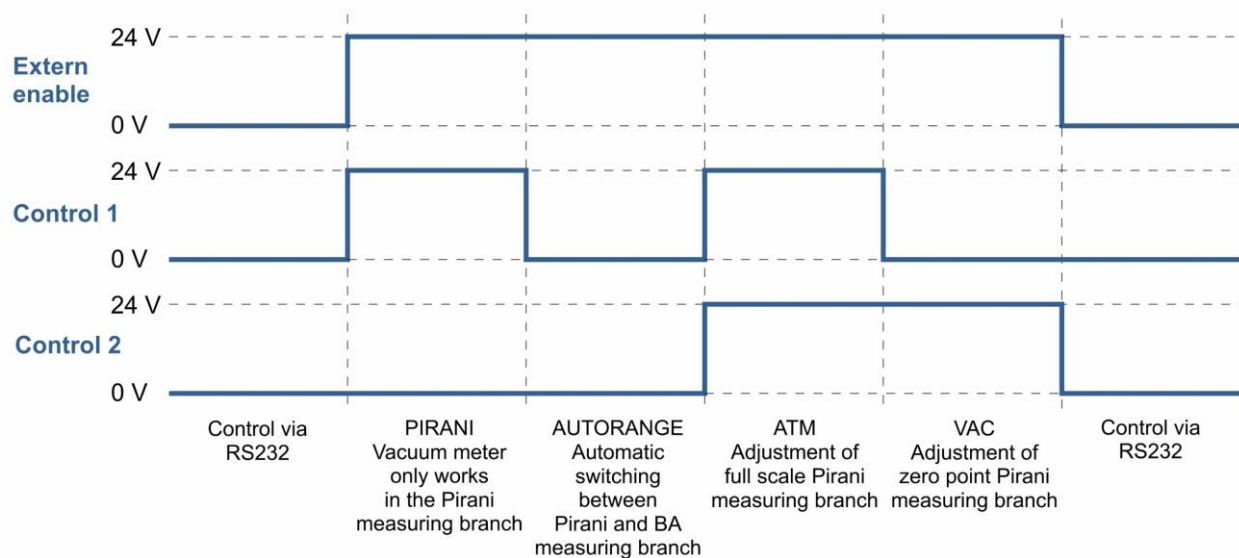 24 V
Extern
enable
0 V
24 V
Control 1
0 V
24 V
Control 2
0 V
Control via
RS232
PIRANI
Vacuum meter
only works
in the Pirani
measuring branch
AUTORANGE
Automatic
switching
between
Pirani and BA
measuring branch
ATM
Adjustment of
full scale Pirani
measuring branch
VAC
Adjustment of
zero point Pirani
measuring branch
Control via
RS232